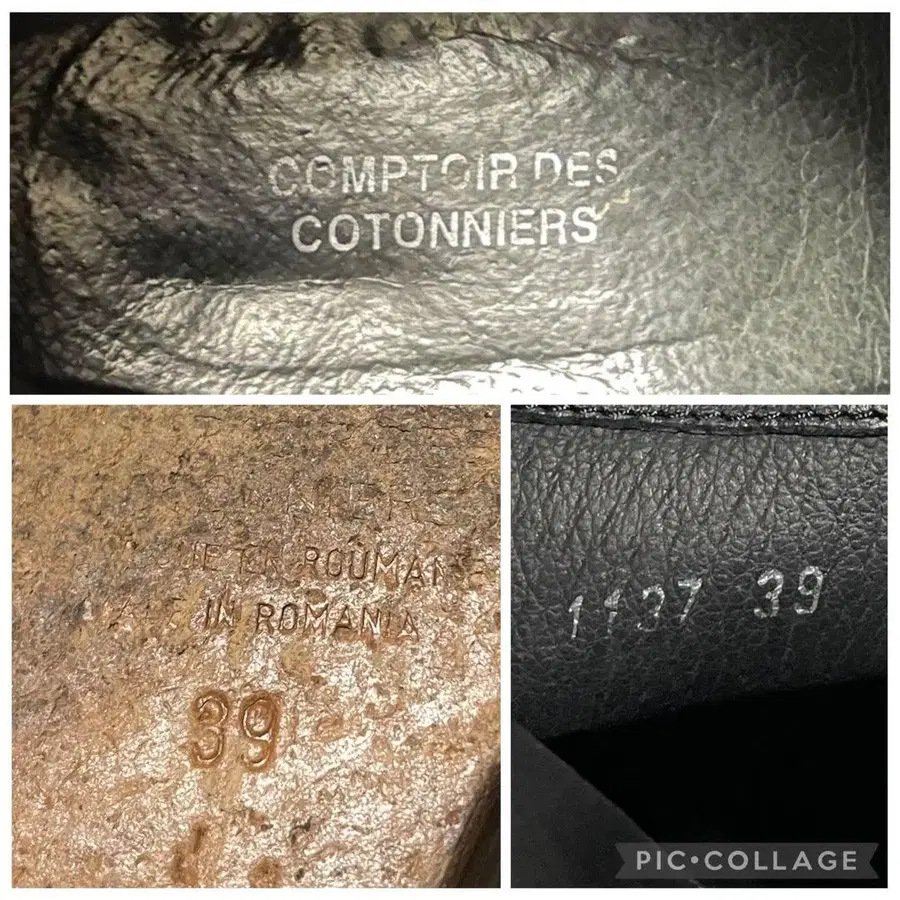 COMPTOIR DES
COTONNIERS
EN ROUMANIE
IN ROMANIA
39
1137 39
PIC•COLLAGE